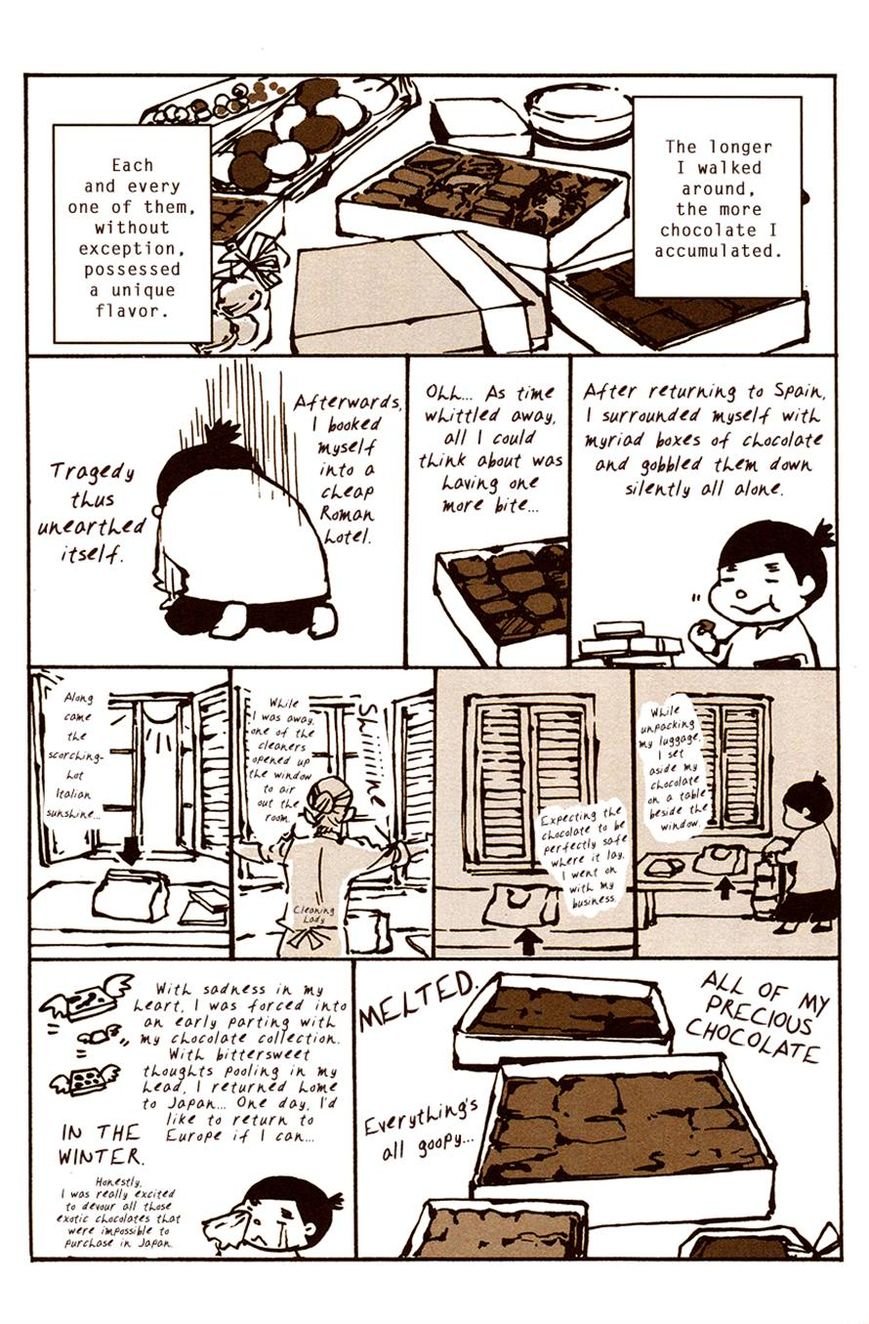 The longer
I walked
around,
the more
chocolate I
accumulated.
Each
and every
one of them,
without
exception,
possessed
a unique
flavor.
After returning to Spain,
I surrounded myself with
myriad boxes of chocolate
and gobbled them down
silently all alone.
Ohh... As time
whittled away,
all I could
think about was
having one
more bite...
Afterwards,
I booked
myself
into a
cheap
Roman
hotel.
Tragedy
thus
unearthed
itself.
While
unpacking
my luggage,
I set
aside my
chocolate
on a table
beside the
window.
Expecting the
chocolate to be
perfectly safe
where it lay,
I went on
with my
business.
Shiiiiine
While
I was away,
one of the
cleaners
opened up
the window
to air
out the
room.
Cleaning
Lady
Along
came
the
scorching-
hot
Italian
sunshine...
ALL OF MY
PRECIOUS
CHOCOLATE
MELTED.
Everything's
all goopy...
With sadness in my
heart, I was forced into
an early parting with
my chocolate collection.
With bittersweet
thoughts pooling in my
head, I returned home
to Japan... One day, I'd
like to return to
Europe if I can...
IN THE
WINTER.
Honestly,
I was really excited
to devour all those
exotic chocolates that
were impossible to
purchase in Japan.